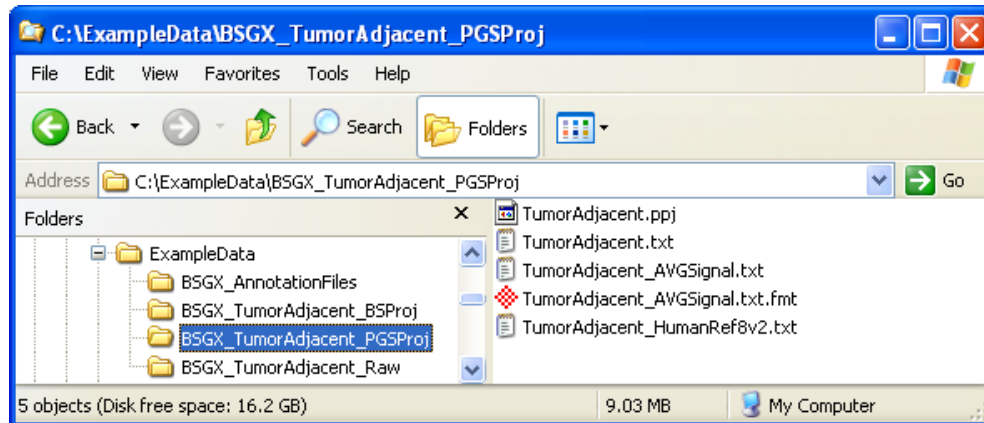 C:\ExampleData\BSGX_TumorAdjacent_PGSProj
File Edit View Favorites Tools Help
Back Search Folders
Address C:\ExampleData\BSGX_TumorAdjacent_PGSProj Go
Folders
ExampleData
BSGX_AnnotationFiles
BSGX_TumorAdjacent_BSProj
BSGX_TumorAdjacent_PGSProj
BSGX_TumorAdjacent_Raw
TumorAdjacent.ppj
TumorAdjacent.txt
TumorAdjacent_AVGSignal.txt
TumorAdjacent_AVGSignal.txt.fmt
TumorAdjacent_HumanRef8v2.txt
5 objects (Disk free space: 16.2 GB) 9.03 MB My Computer